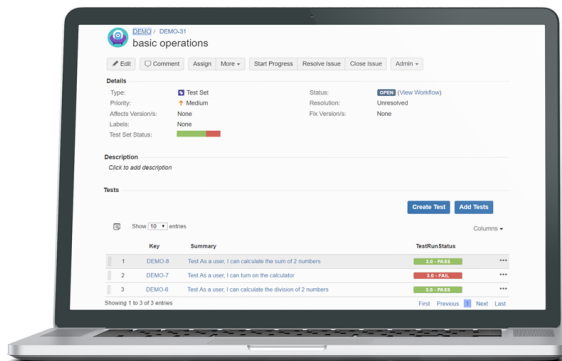 DEMO / DEMO-31
basic operations
Edit Comment Assign More Start Progress Resolve Issue Close Issue Admin
Details
Type: Test Set Status: OPEN (View Workflow)
Priority: Medium Resolution: Unresolved
Affects Version/s: None Fix Version/s: None
Labels: None
Test Set Status:
Description
Click to add description
Tests
Create Test Add Tests
Show 10 entries Columns
Key Summary TestRunStatus
1 DEMO-8 Test As a user, I can calculate the sum of 2 numbers 3.0 - PASS
2 DEMO-7 Test As a user, I can turn on the calculator 3.0 - FAIL
3 DEMO-6 Test As a user, I can calculate the division of 2 numbers 3.0 - PASS
Showing 1 to 3 of 3 entries First Previous 1 Next Last